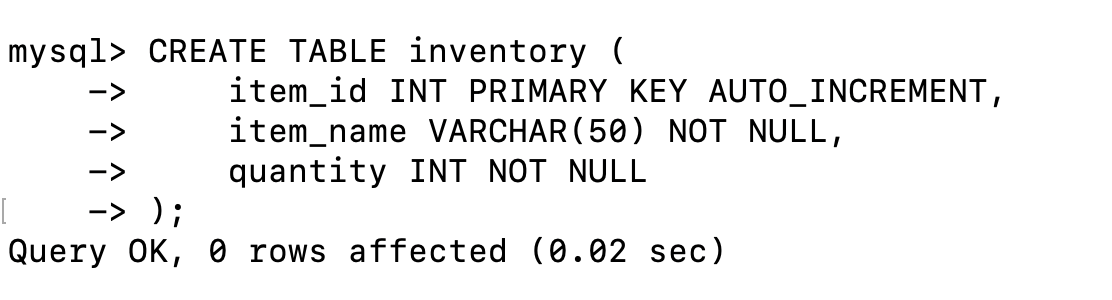 mysql> CREATE TABLE inventory (
    ->     item_id INT PRIMARY KEY AUTO_INCREMENT,
    ->     item_name VARCHAR(50) NOT NULL,
    ->     quantity INT NOT NULL
[    -> );
Query OK, 0 rows affected (0.02 sec)